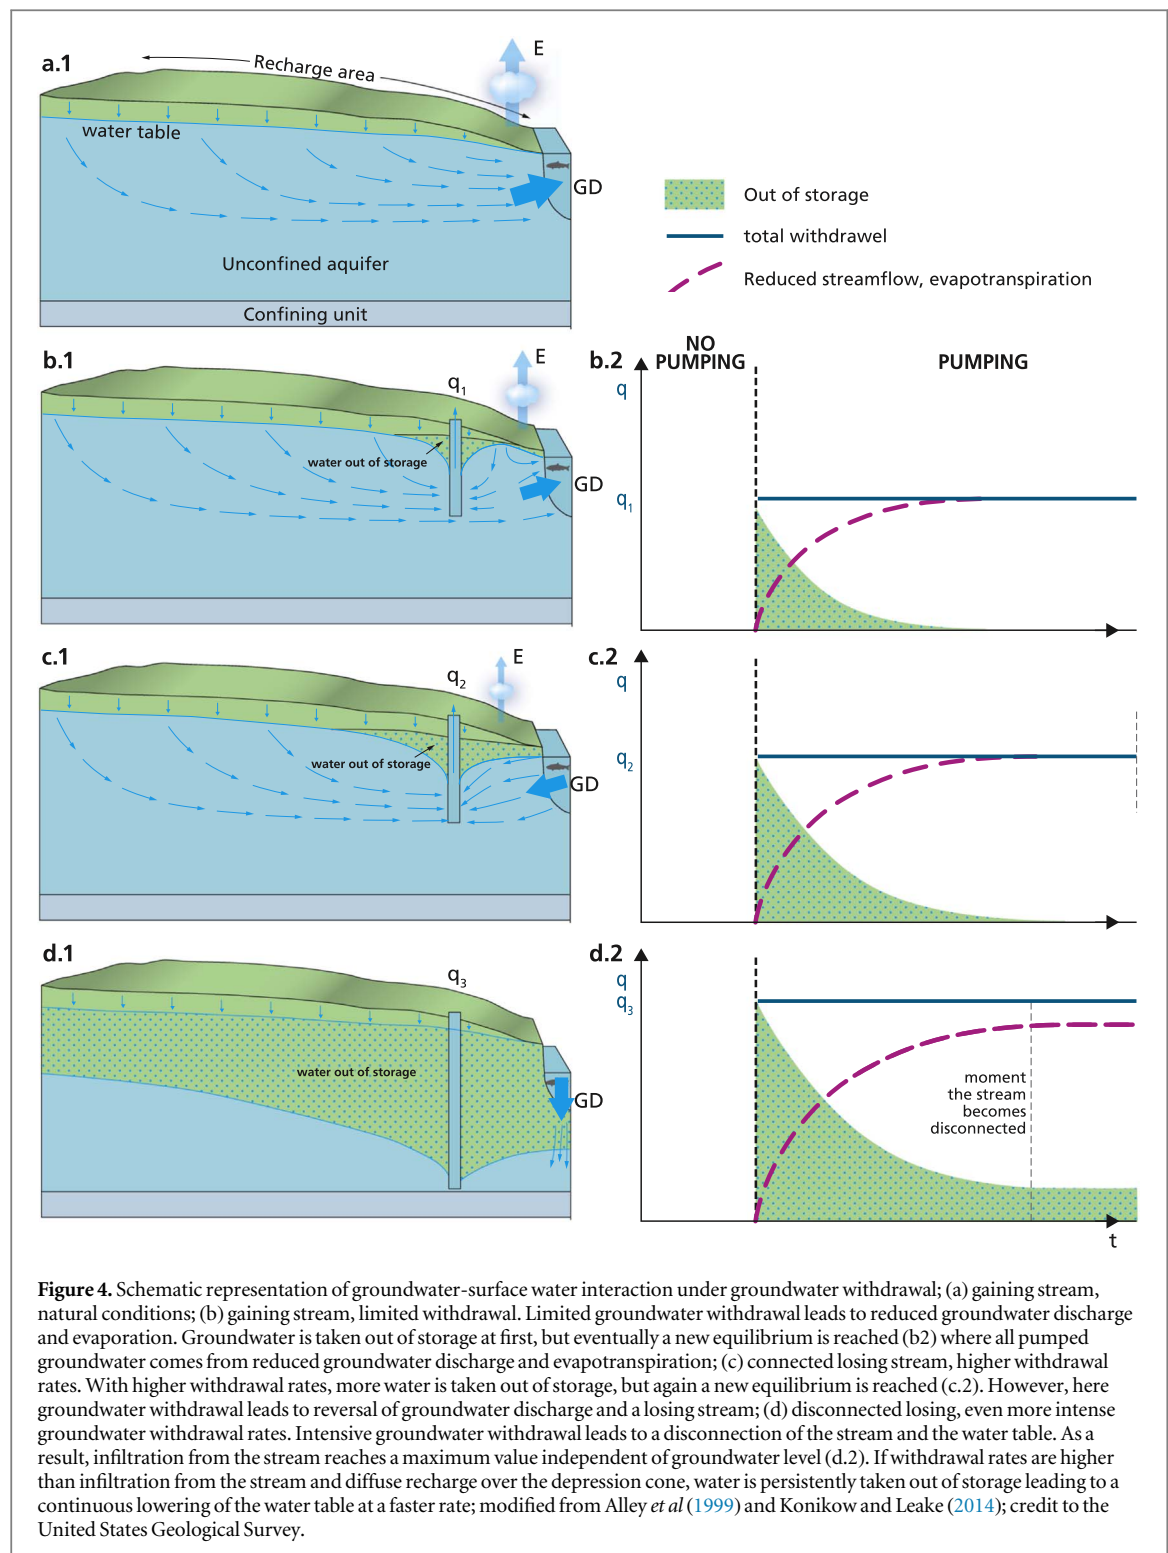 a.1
Recharge area
E
water table
GD
Unconfined aquifer
Confining unit
Out of storage
total withdrawel
Reduced streamflow, evapotranspiration
b.1
q1
E
water out of storage
GD
b.2
NO
PUMPING
PUMPING
q
q1
c.1
q2
E
water out of storage
GD
c.2
q
q2
d.1
q3
water out of storage
GD
d.2
q
q3
moment
the stream
becomes
disconnected
t
Figure 4. Schematic representation of groundwater-surface water interaction under groundwater withdrawal; (a) gaining stream,
natural conditions; (b) gaining stream, limited withdrawal. Limited groundwater withdrawal leads to reduced groundwater discharge
and evaporation. Groundwater is taken out of storage at first, but eventually a new equilibrium is reached (b2) where all pumped
groundwater comes from reduced groundwater discharge and evapotranspiration; (c) connected losing stream, higher withdrawal
rates. With higher withdrawal rates, more water is taken out of storage, but again a new equilibrium is reached (c.2). However, here
groundwater withdrawal leads to reversal of groundwater discharge and a losing stream; (d) disconnected losing, even more intense
groundwater withdrawal rates. Intensive groundwater withdrawal leads to a disconnection of the stream and the water table. As a
result, infiltration from the stream reaches a maximum value independent of groundwater level (d.2). If withdrawal rates are higher
than infiltration from the stream and diffuse recharge over the depression cone, water is persistently taken out of storage leading to a
continuous lowering of the water table at a faster rate; modified from Alley et al (1999) and Konikow and Leake (2014); credit to the
United States Geological Survey.